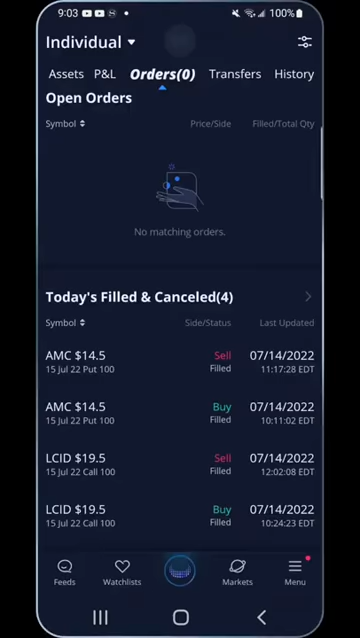 9:03
100%
Individual
Assets P&L Orders(0) Transfers History
Open Orders
Symbol Price/Side Filled/Total Qty
No matching orders.
Today's Filled & Canceled(4)
Symbol Side/Status Last Updated
AMC $14.5 Sell 07/14/2022
15 Jul 22 Put 100 Filled 11:17:28 EDT
AMC $14.5 Buy 07/14/2022
15 Jul 22 Put 100 Filled 10:11:02 EDT
LCID $19.5 Sell 07/14/2022
15 Jul 22 Call 100 Filled 12:02:08 EDT
LCID $19.5 Buy 07/14/2022
15 Jul 22 Call 100 Filled 10:24:23 EDT
Feeds Watchlists Markets Menu